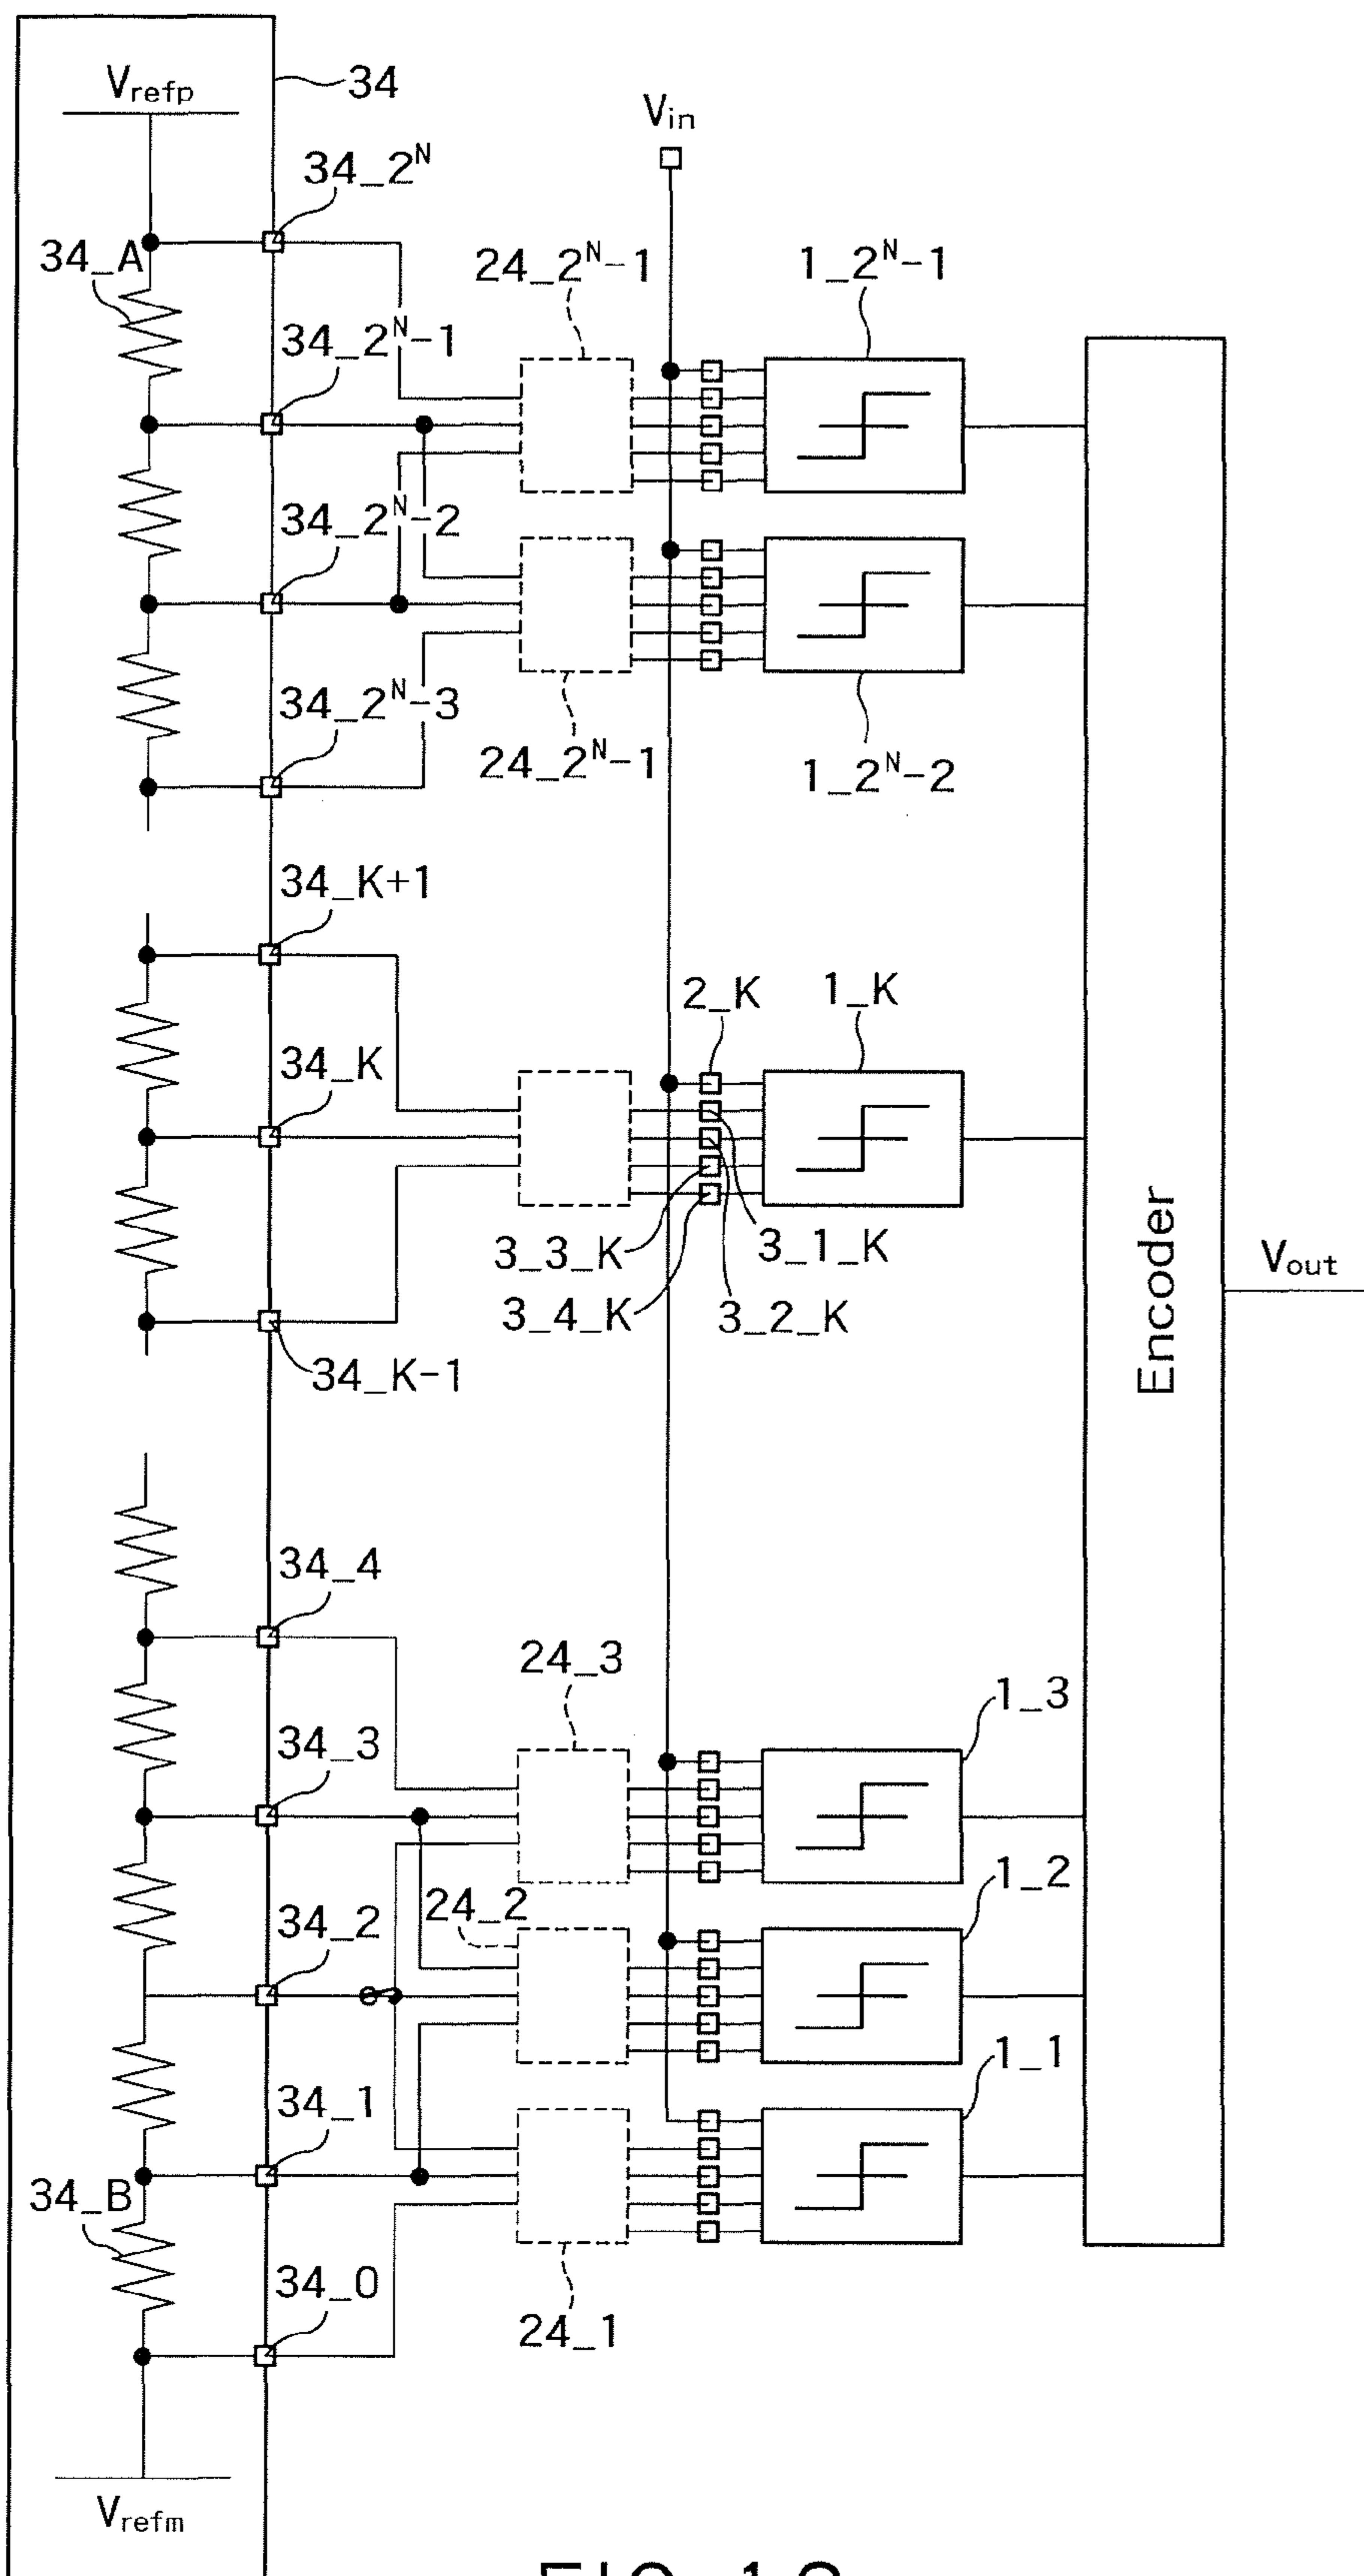 34
V_refp
V_in
34_2^N
34_A
24_2^N-1
1_2^N-1
34_2^N-1
34_2^N-2
34_2^N-3
24_2^N-1
1_2^N-2
34_K+1
2_K
1_K
34_K
3_3_K
3_1_K
3_4_K
3_2_K
34_K-1
Encoder
V_out
34_4
24_3
1_3
34_3
24_2
1_2
34_2
1_1
34_1
34_B
34_0
24_1
V_refm